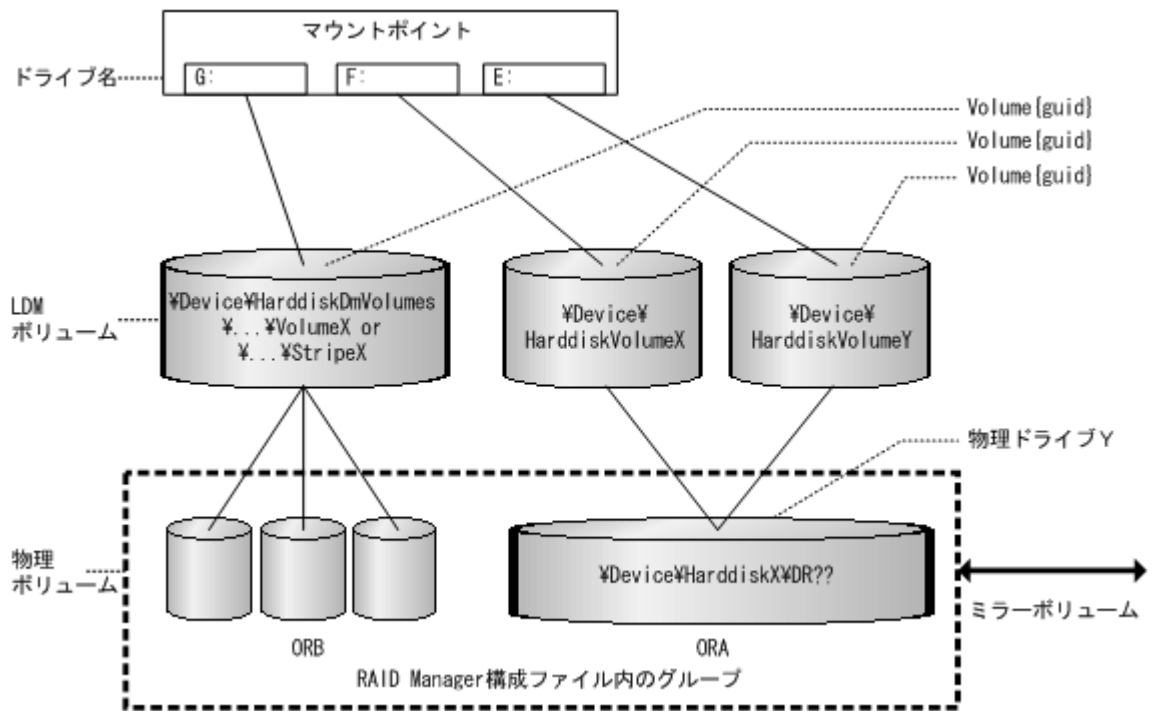 マウントポイント
ドライブ名
G:
F:
E:
Volume{guid}
Volume{guid}
Volume{guid}
LDM
ボリューム
¥Device¥HarddiskDmVolumes
¥...¥VolumeX or
¥...¥StripeX
¥Device¥
HarddiskVolumeX
¥Device¥
HarddiskVolumeY
物理ドライブY
物理
ボリューム
¥Device¥HarddiskX¥DR??
ミラーボリューム
ORB
ORA
RAID Manager構成ファイル内のグループ